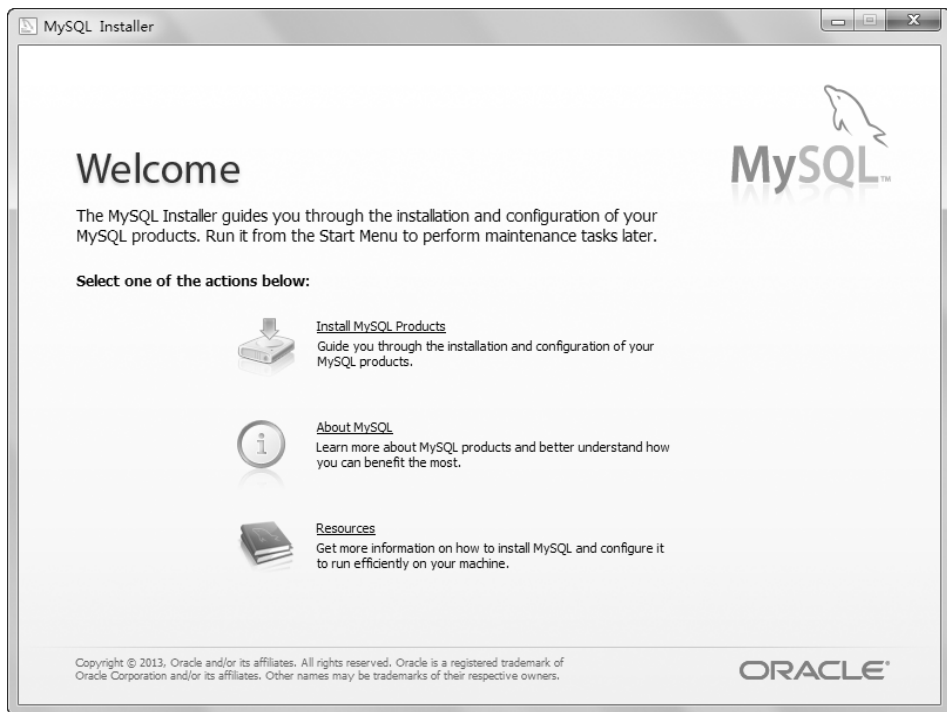 MySQL Installer
MySQL™
Welcome
The MySQL Installer guides you through the installation and configuration of your
MySQL products. Run it from the Start Menu to perform maintenance tasks later.
Select one of the actions below:
Install MySQL Products
Guide you through the installation and configuration of your
MySQL products.
About MySQL
Learn more about MySQL products and better understand how
you can benefit the most.
Resources
Get more information on how to install MySQL and configure it
to run efficiently on your machine.
Copyright © 2013, Oracle and/or its affiliates. All rights reserved. Oracle is a registered trademark of
Oracle Corporation and/or its affiliates. Other names may be trademarks of their respective owners.
ORACLE®